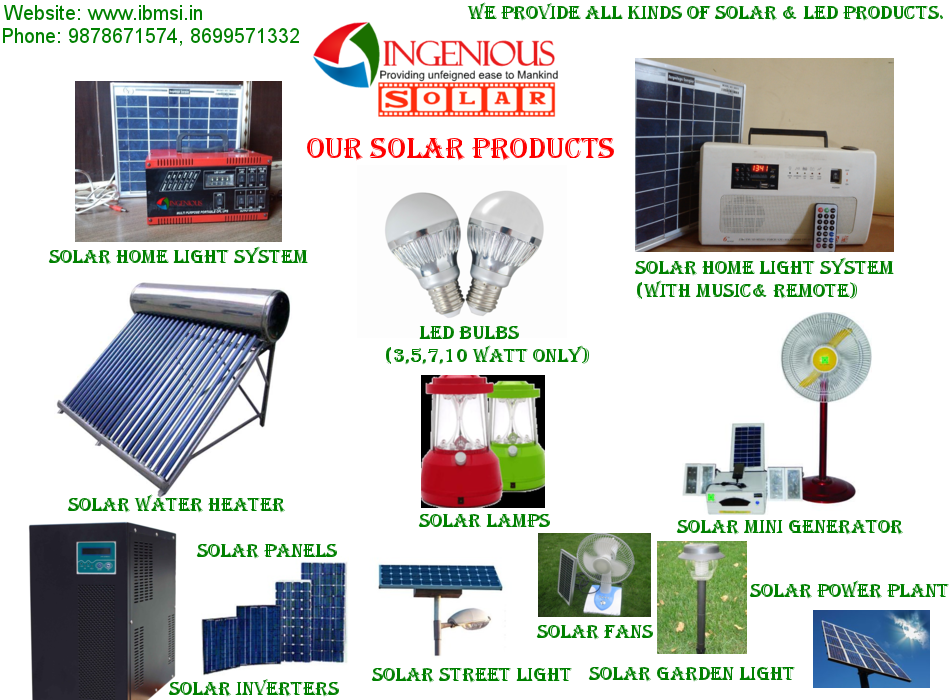 Website: www.ibmsi.in
Phone: 9878671574, 8699571332
WE PROVIDE ALL KINDS OF SOLAR & LED PRODUCTS.
INGENIOUS
Providing unfeigned ease to Mankind
SOLAR
OUR SOLAR PRODUCTS
INGENIOUS
SOLAR HOME LIGHT SYSTEM
1341
SOLAR HOME LIGHT SYSTEM
(WITH MUSIC& REMOTE)
LED BULBS
(3,5,7,10 WATT ONLY)
SOLAR WATER HEATER
SOLAR LAMPS
SOLAR MINI GENERATOR
SOLAR PANELS
SOLAR POWER PLANT
SOLAR FANS
SOLAR STREET LIGHT
SOLAR GARDEN LIGHT
SOLAR INVERTERS